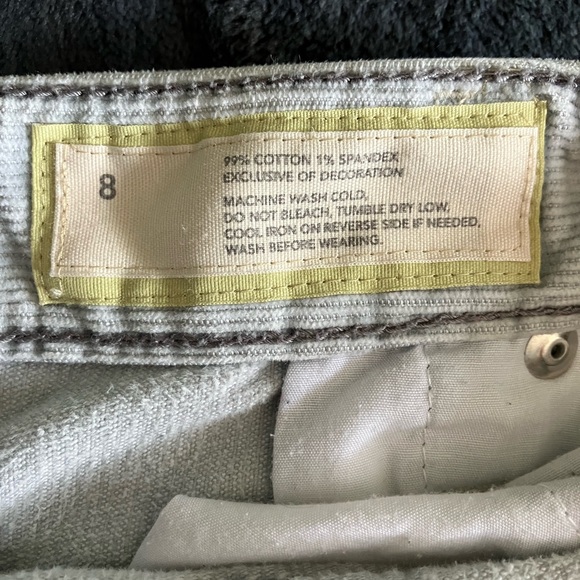 8
99% COTTON 1% SPANDEX
EXCLUSIVE OF DECORATION
MACHINE WASH COLD,
DO NOT BLEACH, TUMBLE DRY LOW,
COOL IRON ON REVERSE SIDE IF NEEDED,
WASH BEFORE WEARING.